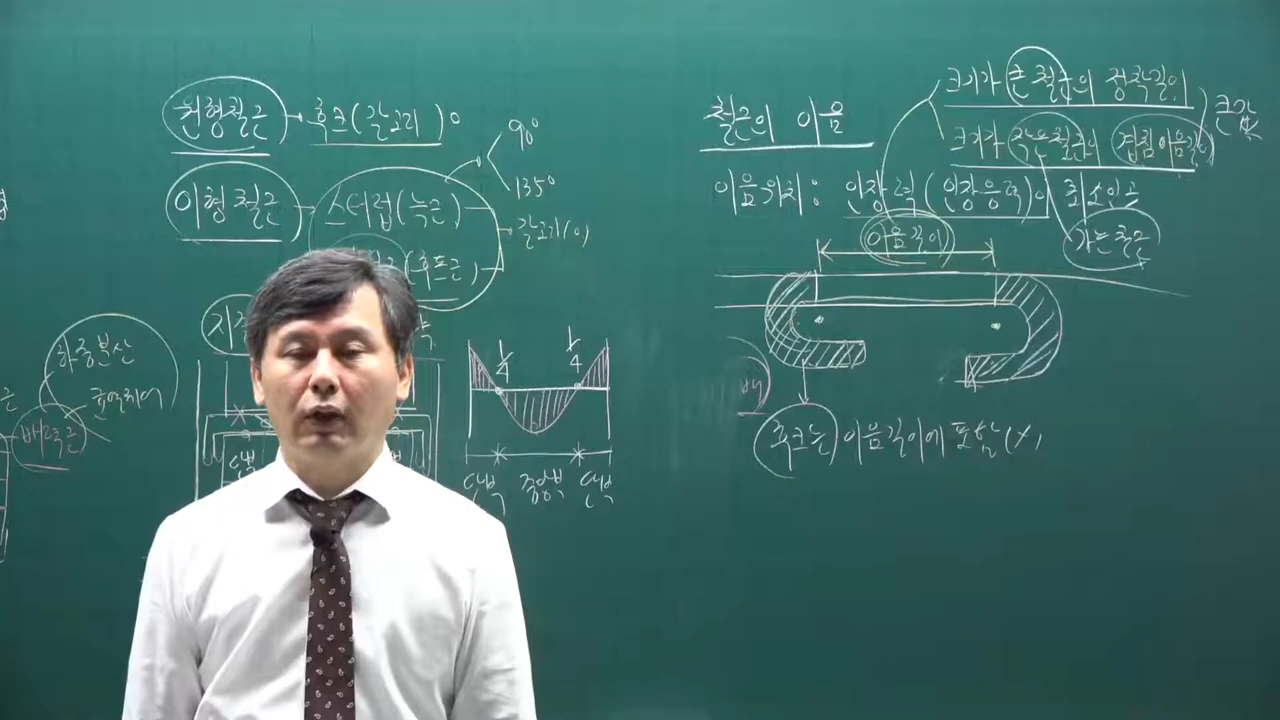 원형철근 후크(갈고리)
90°
135°
이형철근 스터럽(늑근)
갈고리(o)
(후프근)
하중분산
배력근
1/4 1/4
단부 중앙부 단부
철근의 이음
크기가 큰 철근의 정착길이
크기가 작은 철근의 겹침이음길이
큰값
이음위치: 인장력(인장응력)이 최소인곳
이음길이
가는철근
후크는 이음길이에 포함(x)